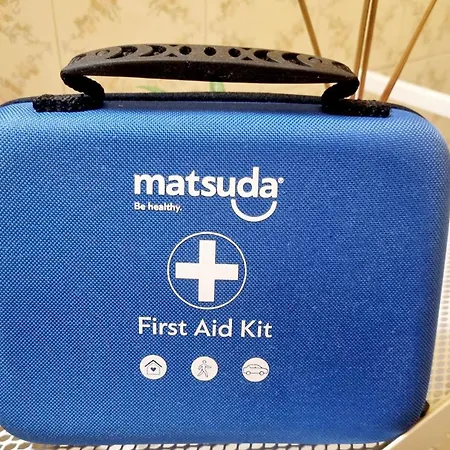 matsuda®
Be healthy.
First Aid Kit